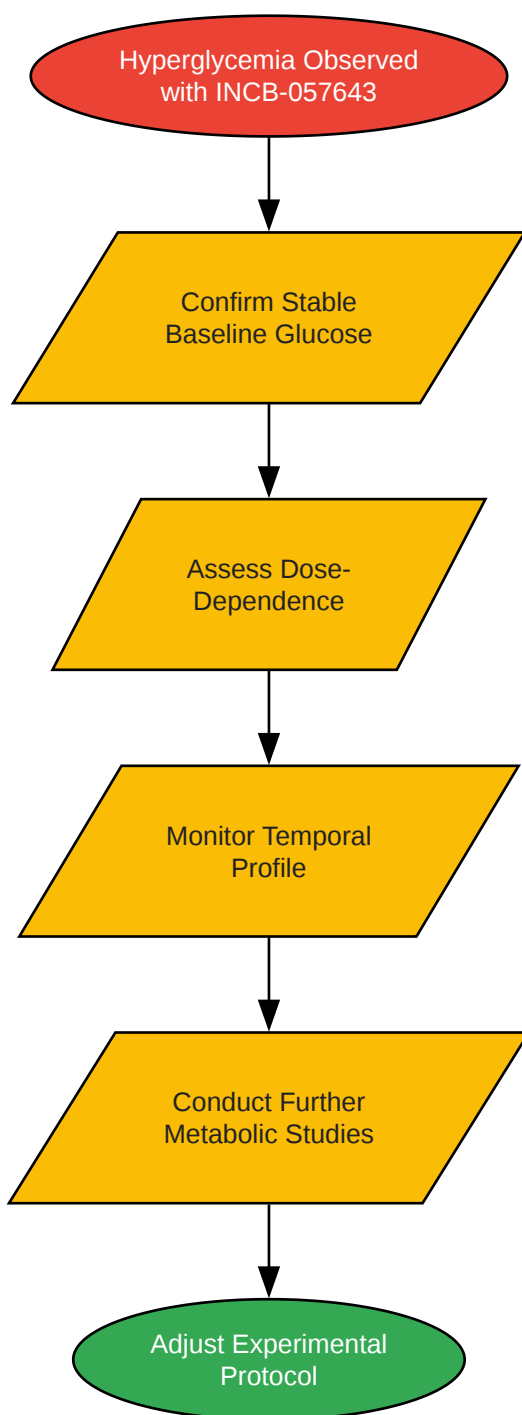 Hyperglycemia Observed
with INCB-057643
Confirm Stable
Baseline Glucose
Assess Dose-
Dependence
Monitor Temporal
Profile
Conduct Further
Metabolic Studies
Adjust Experimental
Protocol